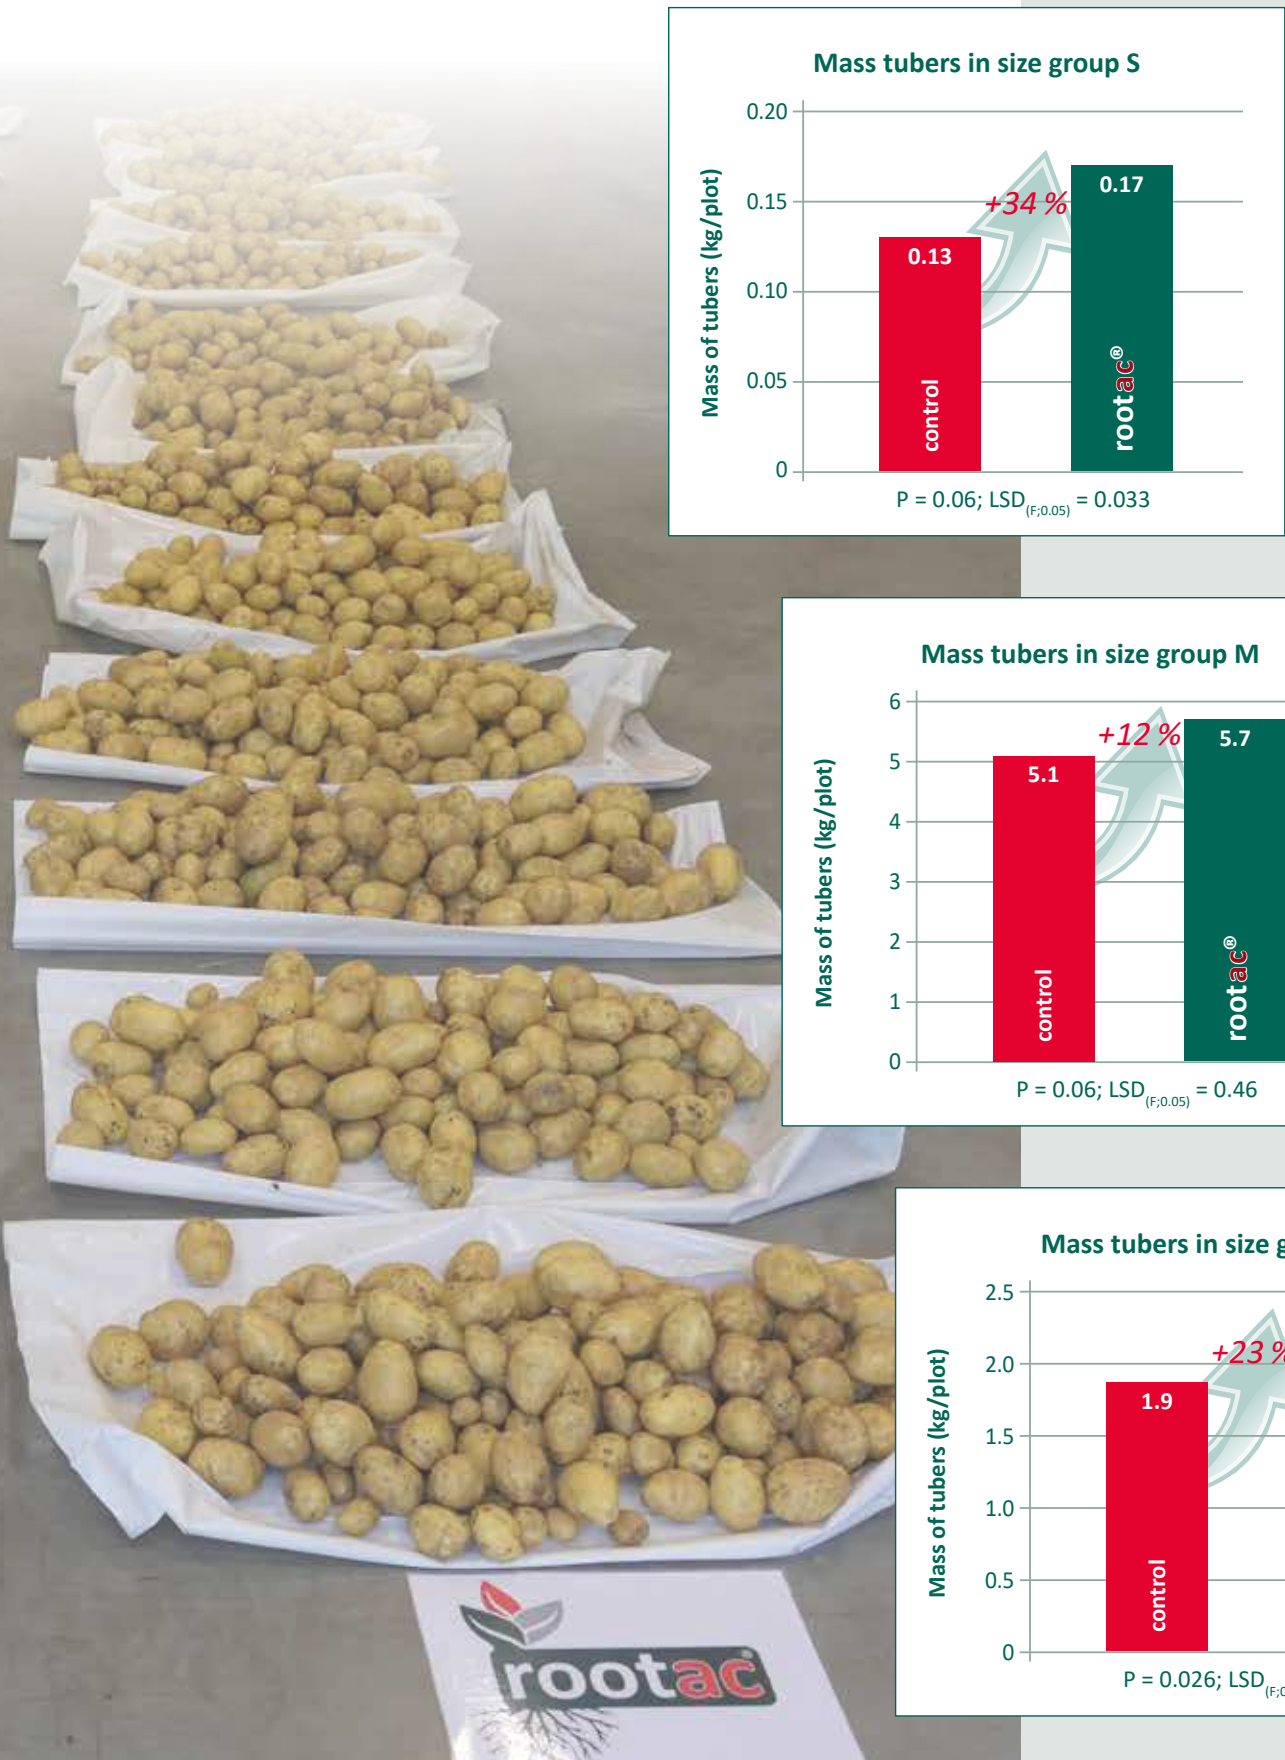 Mass tubers in size group S
Mass of tubers (kg/plot)
0.20
0.15
0.10
0.05
0
+34 %
0.13
0.17
control
rootac®
P = 0.06; LSD(F;0.05) = 0.033
Mass tubers in size group M
Mass of tubers (kg/plot)
6
5
4
3
2
1
0
+12 %
5.1
5.7
control
rootac®
P = 0.06; LSD(F;0.05) = 0.46
Mass tubers in size
Mass of tubers (kg/plot)
2.5
2.0
1.5
1.0
0.5
0
+23 %
1.9
control
P = 0.026; LSD
rootac®